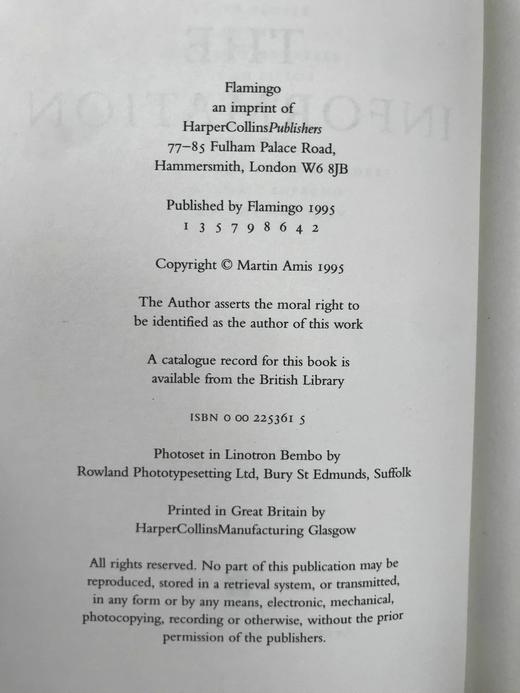 Flamingo
an imprint of
HarperCollinsPublishers
77–85 Fulham Palace Road,
Hammersmith, London W6 8JB
Published by Flamingo 1995
1 3 5 7 9 8 6 4 2
Copyright © Martin Amis 1995
The Author asserts the moral right to
be identified as the author of this work
A catalogue record for this book is
available from the British Library
ISBN 0 00 225361 5
Photoset in Linotron Bembo by
Rowland Phototypesetting Ltd, Bury St Edmunds, Suffolk
Printed in Great Britain by
HarperCollinsManufacturing Glasgow
All rights reserved. No part of this publication may be
reproduced, stored in a retrieval system, or transmitted,
in any form or by any means, electronic, mechanical,
photocopying, recording or otherwise, without the prior
permission of the publishers.
THE
INFORMATION